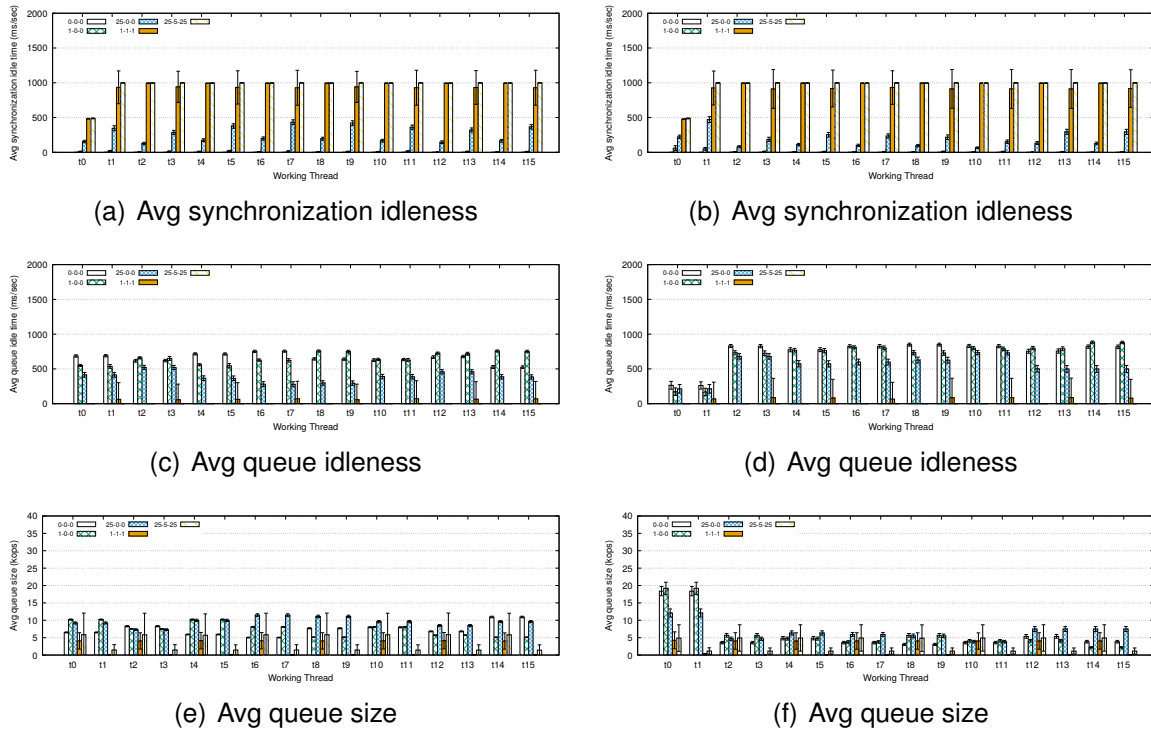 2000
1500
1000
500
0
Avg synchronization idle time (ms/sec)
0-0-0 25-0-0 25-5-25
1-0-0 1-1-1
t0 t1 t2 t3 t4 t5 t6 t7 t8 t9 t10 t11 t12 t13 t14 t15
Working Thread
(a) Avg synchronization idleness
2000
1500
1000
500
0
Avg synchronization idle time (ms/sec)
0-0-0 25-0-0 25-5-25
1-0-0 1-1-1
t0 t1 t2 t3 t4 t5 t6 t7 t8 t9 t10 t11 t12 t13 t14 t15
Working Thread
(b) Avg synchronization idleness
2000
1500
1000
500
0
Avg queue idle time (ms/sec)
0-0-0 25-0-0 25-5-25
1-0-0 1-1-1
t0 t1 t2 t3 t4 t5 t6 t7 t8 t9 t10 t11 t12 t13 t14 t15
Working Thread
(c) Avg queue idleness
2000
1500
1000
500
0
Avg queue idle time (ms/sec)
0-0-0 25-0-0 25-5-25
1-0-0 1-1-1
t0 t1 t2 t3 t4 t5 t6 t7 t8 t9 t10 t11 t12 t13 t14 t15
Working Thread
(d) Avg queue idleness
40
35
30
25
20
15
10
5
0
Avg queue size (kops)
0-0-0 25-0-0 25-5-25
1-0-0 1-1-1
t0 t1 t2 t3 t4 t5 t6 t7 t8 t9 t10 t11 t12 t13 t14 t15
Working Thread
(e) Avg queue size
40
35
30
25
20
15
10
5
0
Avg queue size (kops)
0-0-0 25-0-0 25-5-25
1-0-0 1-1-1
t0 t1 t2 t3 t4 t5 t6 t7 t8 t9 t10 t11 t12 t13 t14 t15
Working Thread
(f) Avg queue size